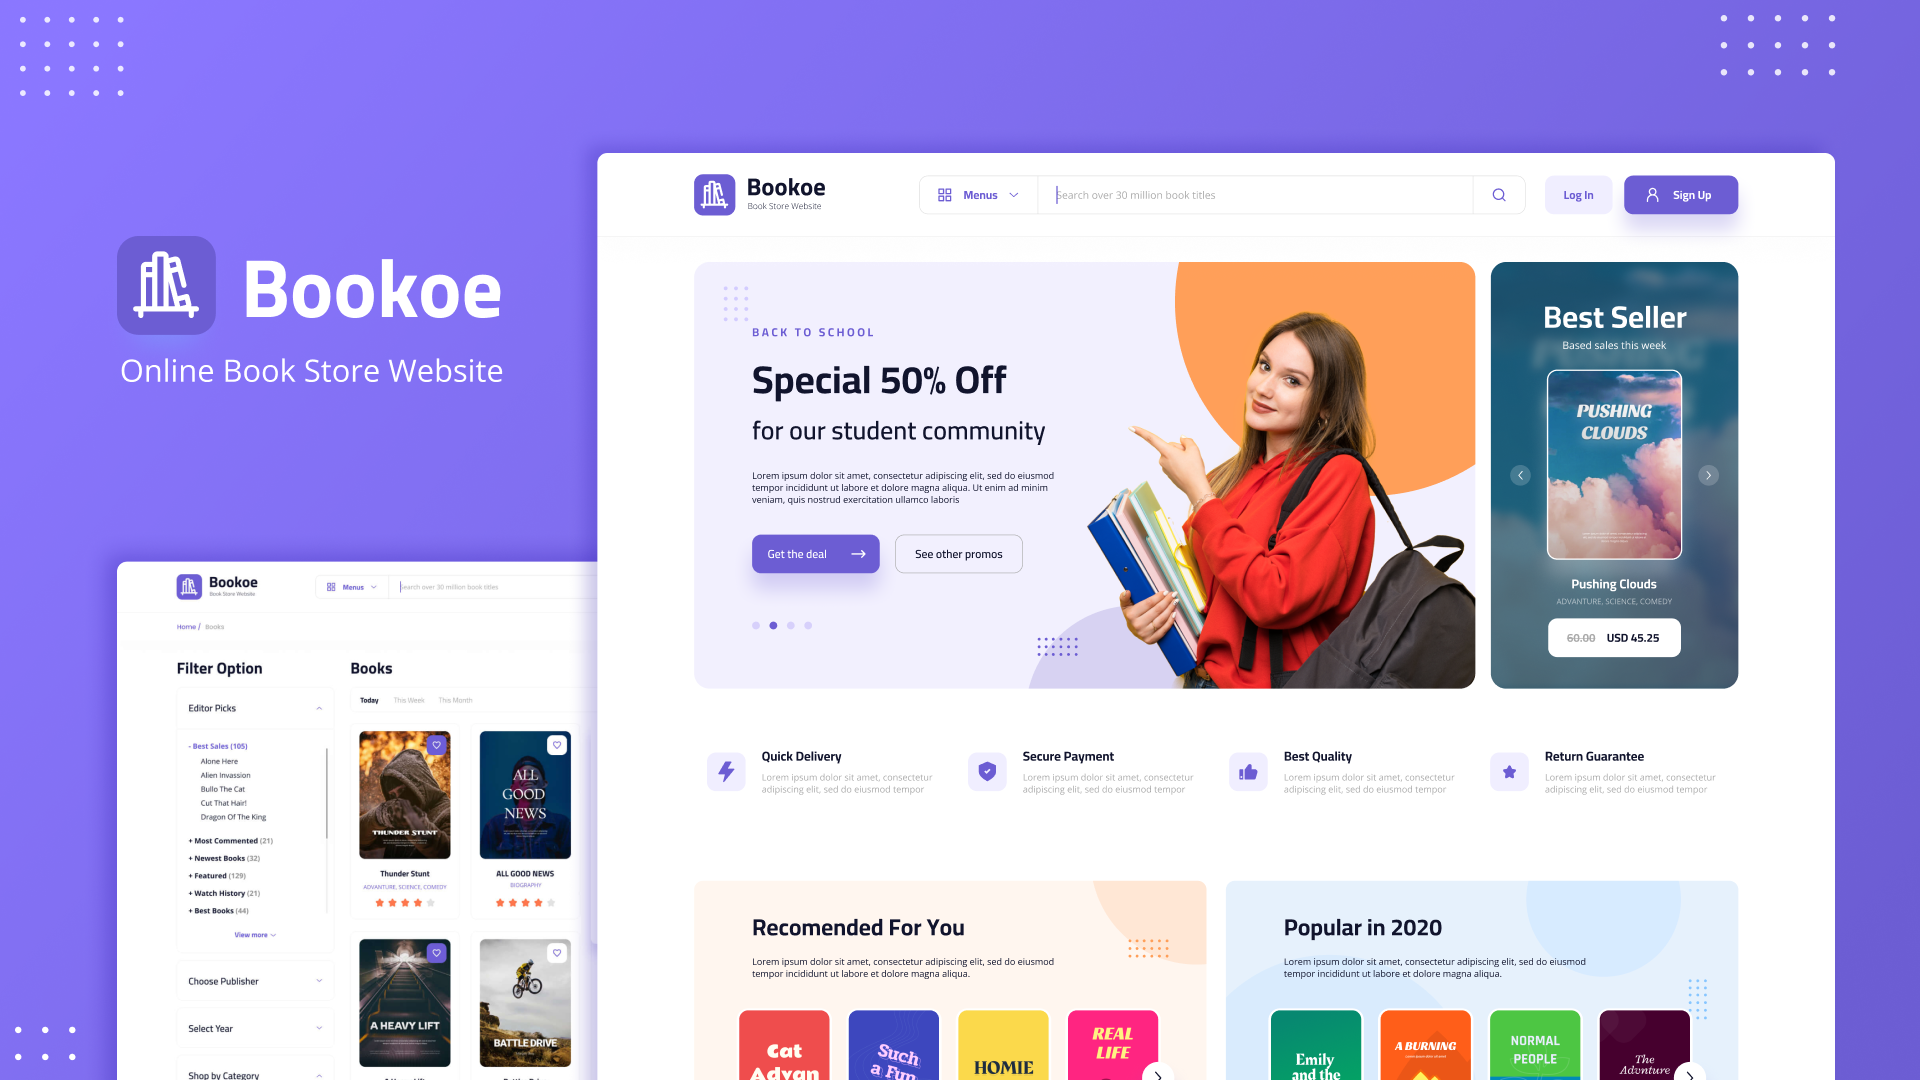 Bookoe
Online Book Store Website
Bookoe
Book Store Website
Menus
Search over 30 million book titles
Log In
Sign Up
BACK TO SCHOOL
Special 50% Off
for our student community
Lorem ipsum dolor sit amet, consectetur adipiscing elit, sed do eiusmod
tempor incididunt ut labore et dolore magna aliqua. Ut enim ad minim
veniam, quis nostrud exercitation ullamco laboris
Get the deal
See other promos
Best Seller
Based sales this week
PUSHING
CLOUDS
Pushing Clouds
ADVANTURE, SCIENCE, COMEDY
60.00 USD 45.25
Quick Delivery
Lorem ipsum dolor sit amet, consectetur
adipiscing elit, sed do eiusmod tempor
Secure Payment
Lorem ipsum dolor sit amet, consectetur
adipiscing elit, sed do eiusmod tempor
Best Quality
Lorem ipsum dolor sit amet, consectetur
adipiscing elit, sed do eiusmod tempor
Return Guarantee
Lorem ipsum dolor sit amet, consectetur
adipiscing elit, sed do eiusmod tempor
Recomended For You
Lorem ipsum dolor sit amet, consectetur adipiscing elit, sed do eiusmod
tempor incididunt ut labore et dolore magna aliqua.
Cat
Advan
Such
a Fun
HOMIE
REAL
LIFE
Popular in 2020
Lorem ipsum dolor sit amet, consectetur adipiscing elit, sed do eiusmod
tempor incididunt ut labore et dolore magna aliqua.
Emily
and the
A BURNING
NORMAL
PEOPLE
The
Advnture
Bookoe
Book Store Website
Menus
Search over 30 million book titles
Home / Books
Filter Option
Editor Picks
- Best Sales (105)
Alone Here
Alien Invassion
Bullo The Cat
Cut That Hair!
Dragon Of The King
+ Most Commented (21)
+ Newest Books (32)
+ Featured (129)
+ Watch History (21)
+ Best Books (44)
View more
Choose Publisher
Select Year
Shop by Category
Books
Today
This Week
This Month
THUNDER STUNT
Thunder Stunt
ADVANTURE, SCIENCE, COMEDY
ALL
GOOD
NEWS
ALL GOOD NEWS
BIOGRAPHY
A HEAVY LIFT
BATTLE DRIVE